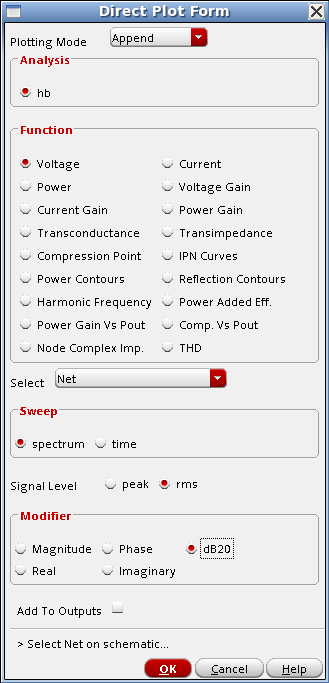 Direct Plot Form
Plotting Mode Append
Analysis
hb
Function
Voltage Current
Power Voltage Gain
Current Gain Power Gain
Transconductance Transimpedance
Compression Point IPN Curves
Power Contours Reflection Contours
Harmonic Frequency Power Added Eff.
Power Gain Vs Pout Comp. Vs Pout
Node Complex Imp. THD
Select Net
Sweep
spectrum time
Signal Level peak rms
Modifier
Magnitude Phase dB20
Real Imaginary
Add To Outputs
> Select Net on schematic...
OK Cancel Help